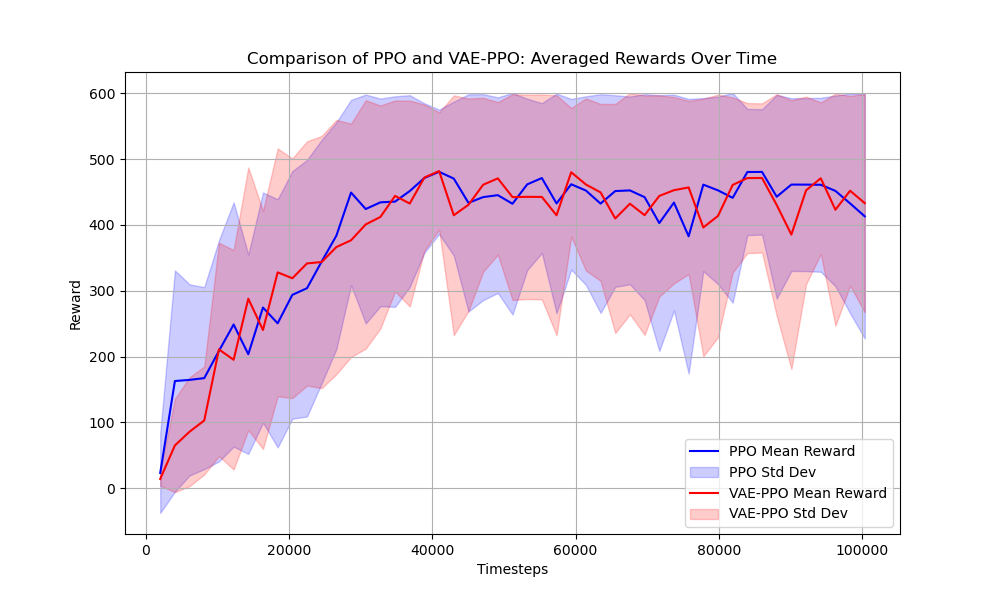 Comparison of PPO and VAE-PPO: Averaged Rewards Over Time
600
500
400
300
200
100
0
Reward
PPO Mean Reward
PPO Std Dev
VAE-PPO Mean Reward
VAE-PPO Std Dev
0 20000 40000 60000 80000 100000
Timesteps